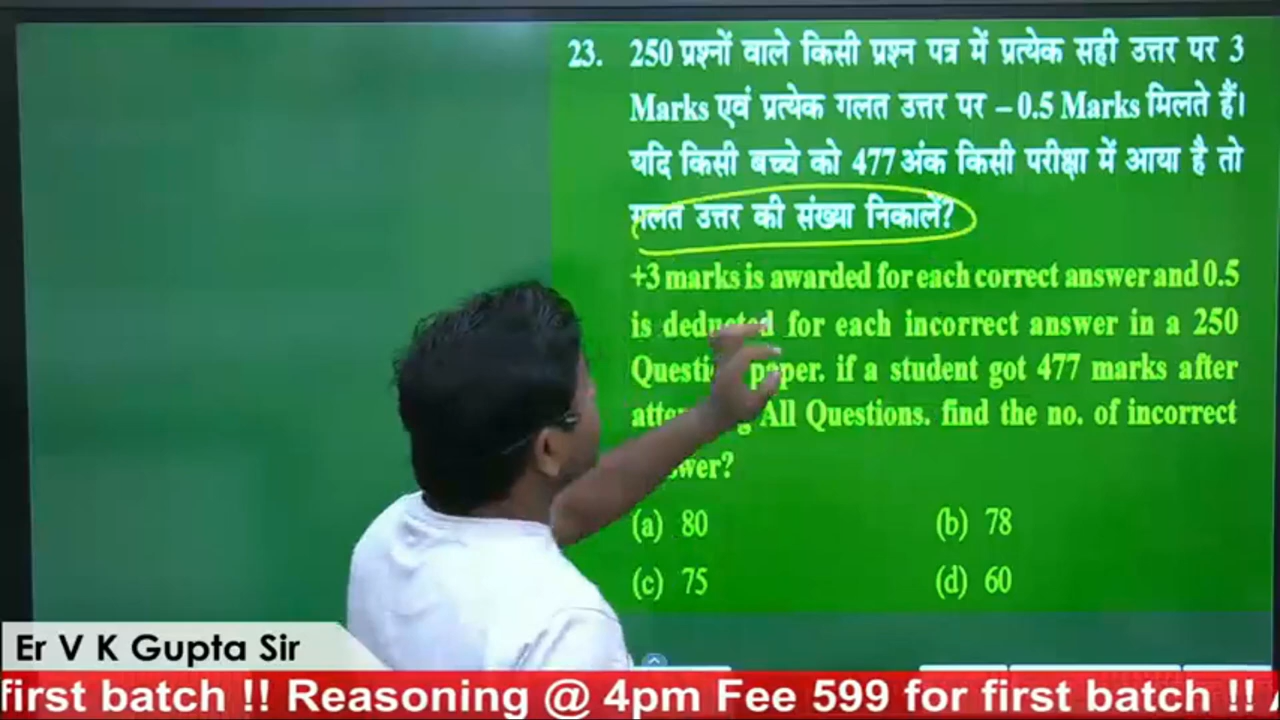 23. 250 प्रश्नों वाले किसी प्रश्न पत्र में प्रत्येक सही उत्तर पर 3
Marks एवं प्रत्येक गलत उत्तर पर – 0.5 Marks मिलते हैं।
यदि किसी बच्चे को 477 अंक किसी परीक्षा में आया है तो
गलत उत्तर की संख्या निकालें?
+3 marks is awarded for each correct answer and 0.5
is deducted for each incorrect answer in a 250
paper. if a student got 477 marks after
All Questions. find the no. of incorrect
(a) 80 (b) 78
(c) 75 (d) 60
Er V K Gupta Sir
first batch !! Reasoning @ 4pm Fee 599 for first batch !!